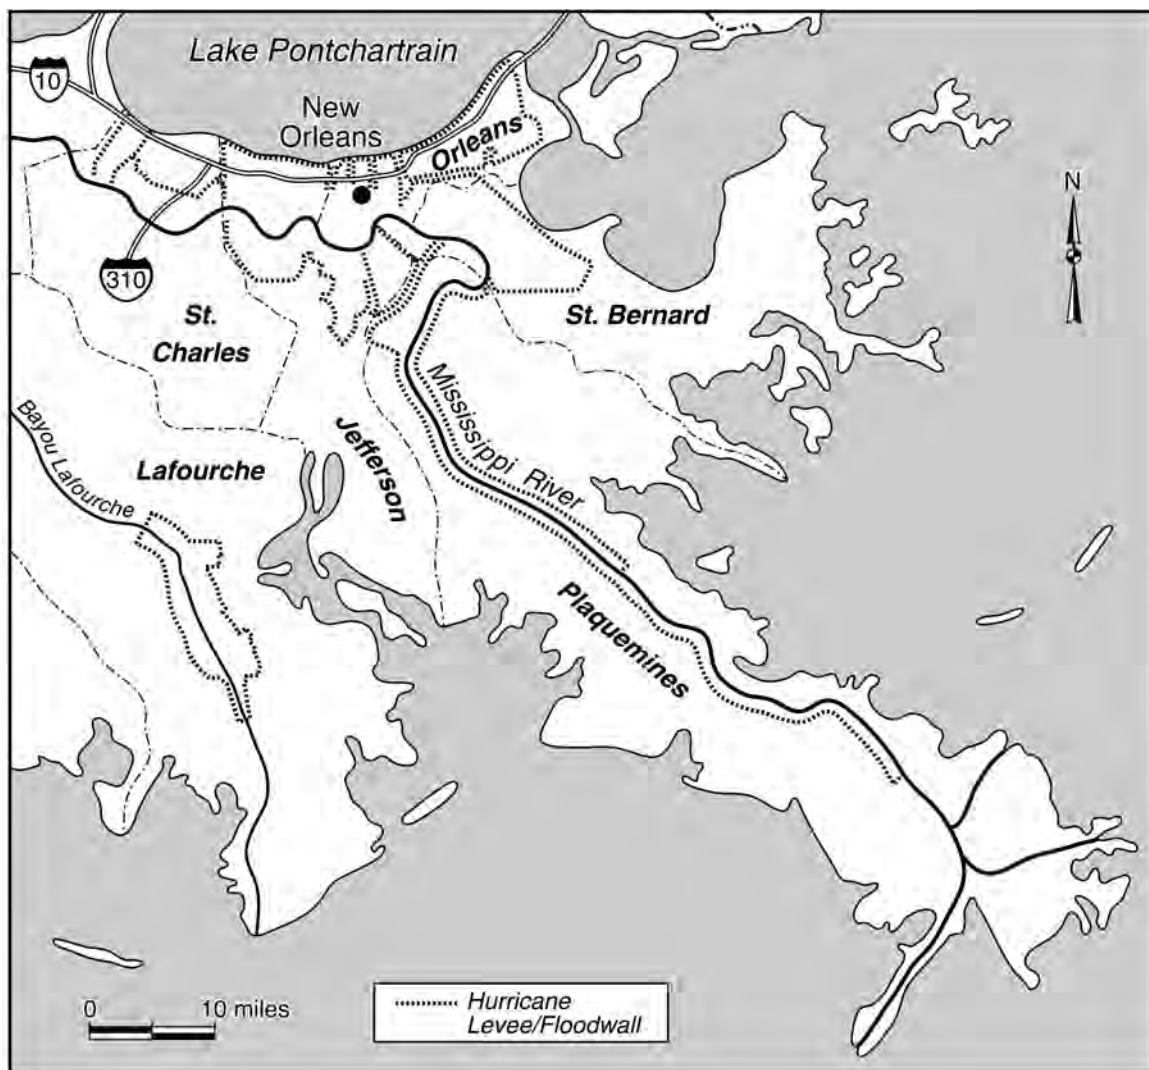 Lake Pontchartrain
10
New
Orleans
Orleans
N
310
St.
Charles
St. Bernard
Mississippi River
Jefferson
Bayou Lafourche
Lafourche
Plaquemines
0 10 miles
Hurricane
Levee/Floodwall